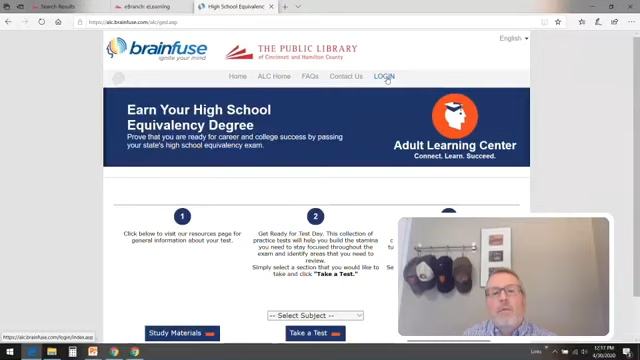 Search Results
eBranch: eLearning
High School Equivalenc
https://alc.brainfuse.com/alc/ged.asp
English
brainfuse
ignite your mind
THE PUBLIC LIBRARY
of Cincinnati and Hamilton County
Home ALC Home FAQs Contact Us LOGIN
Earn Your High School
Equivalency Degree
Prove that you are ready for career and college success by passing
your state's high school equivalency exam.
Adult Learning Center
Connect. Learn. Succeed.
1
Click below to visit our resources page for
general information about your test.
2
Get Ready for Test Day. This collection of
practice tests will help you build the stamina
you need to stay focused throughout the
exam and identify areas that you need to
review.
Simply select a section that you would like to
take and click "Take a Test."
-- Select Subject --
Study Materials
Take a Test
https://alc.brainfuse.com/login/index.asp
Links
12:17 PM
4/30/2020